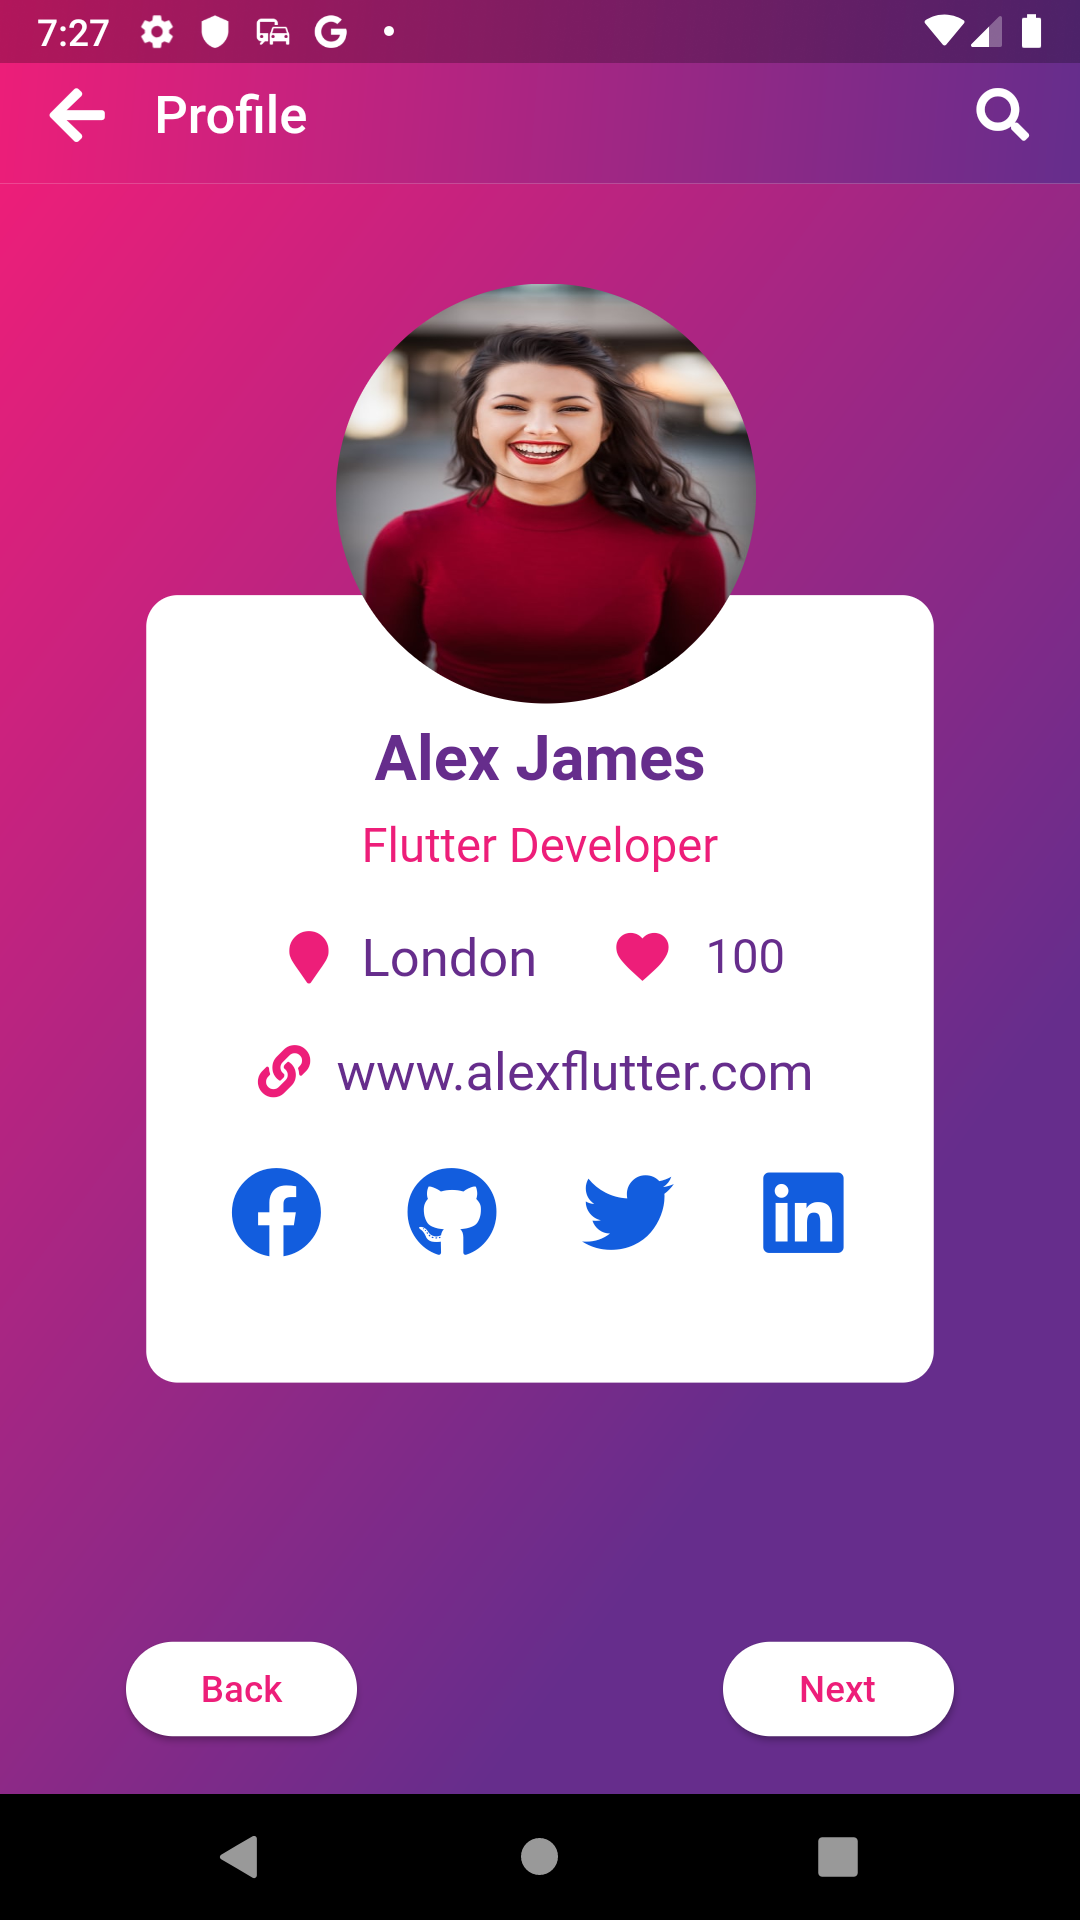 7:27
Profile
Alex James
Flutter Developer
London 100
www.alexflutter.com
Back Next